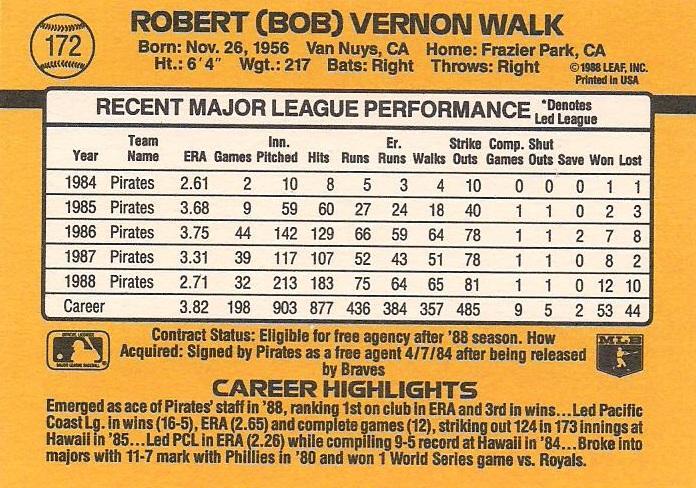 172
ROBERT (BOB) VERNON WALK
Born: Nov. 26, 1956 Van Nuys, CA Home: Frazier Park, CA
Ht.: 6'4" Wgt.: 217 Bats: Right Throws: Right
©1988 LEAF, INC.
Printed in USA
RECENT MAJOR LEAGUE PERFORMANCE *Denotes Led League
Year Team Name ERA Games Inn. Pitched Hits Runs Er. Runs Walks Strike Outs Comp. Games Shut Outs Save Won Lost
1984 Pirates 2.61 2 10 8 5 3 4 10 0 0 0 1 1
1985 Pirates 3.68 9 59 60 27 24 18 40 1 1 0 2 3
1986 Pirates 3.75 44 142 129 66 59 64 78 1 1 2 7 8
1987 Pirates 3.31 39 117 107 52 43 51 78 1 1 0 8 2
1988 Pirates 2.71 32 213 183 75 64 65 81 1 1 0 12 10
Career 3.82 198 903 877 436 384 357 485 9 5 2 53 44
Contract Status: Eligible for free agency after '88 season. How
Acquired: Signed by Pirates as a free agent 4/7/84 after being released
by Braves
MLB
CAREER HIGHLIGHTS
Emerged as ace of Pirates' staff in '88, ranking 1st on club in ERA and 3rd in wins...Led Pacific
Coast Lg. in wins (16-5), ERA (2.65) and complete games (12), striking out 124 in 173 innings at
Hawaii in '85...Led PCL in ERA (2.26) while compiling 9-5 record at Hawaii in '84...Broke into
majors with 11-7 mark with Phillies in '80 and won 1 World Series game vs. Royals.